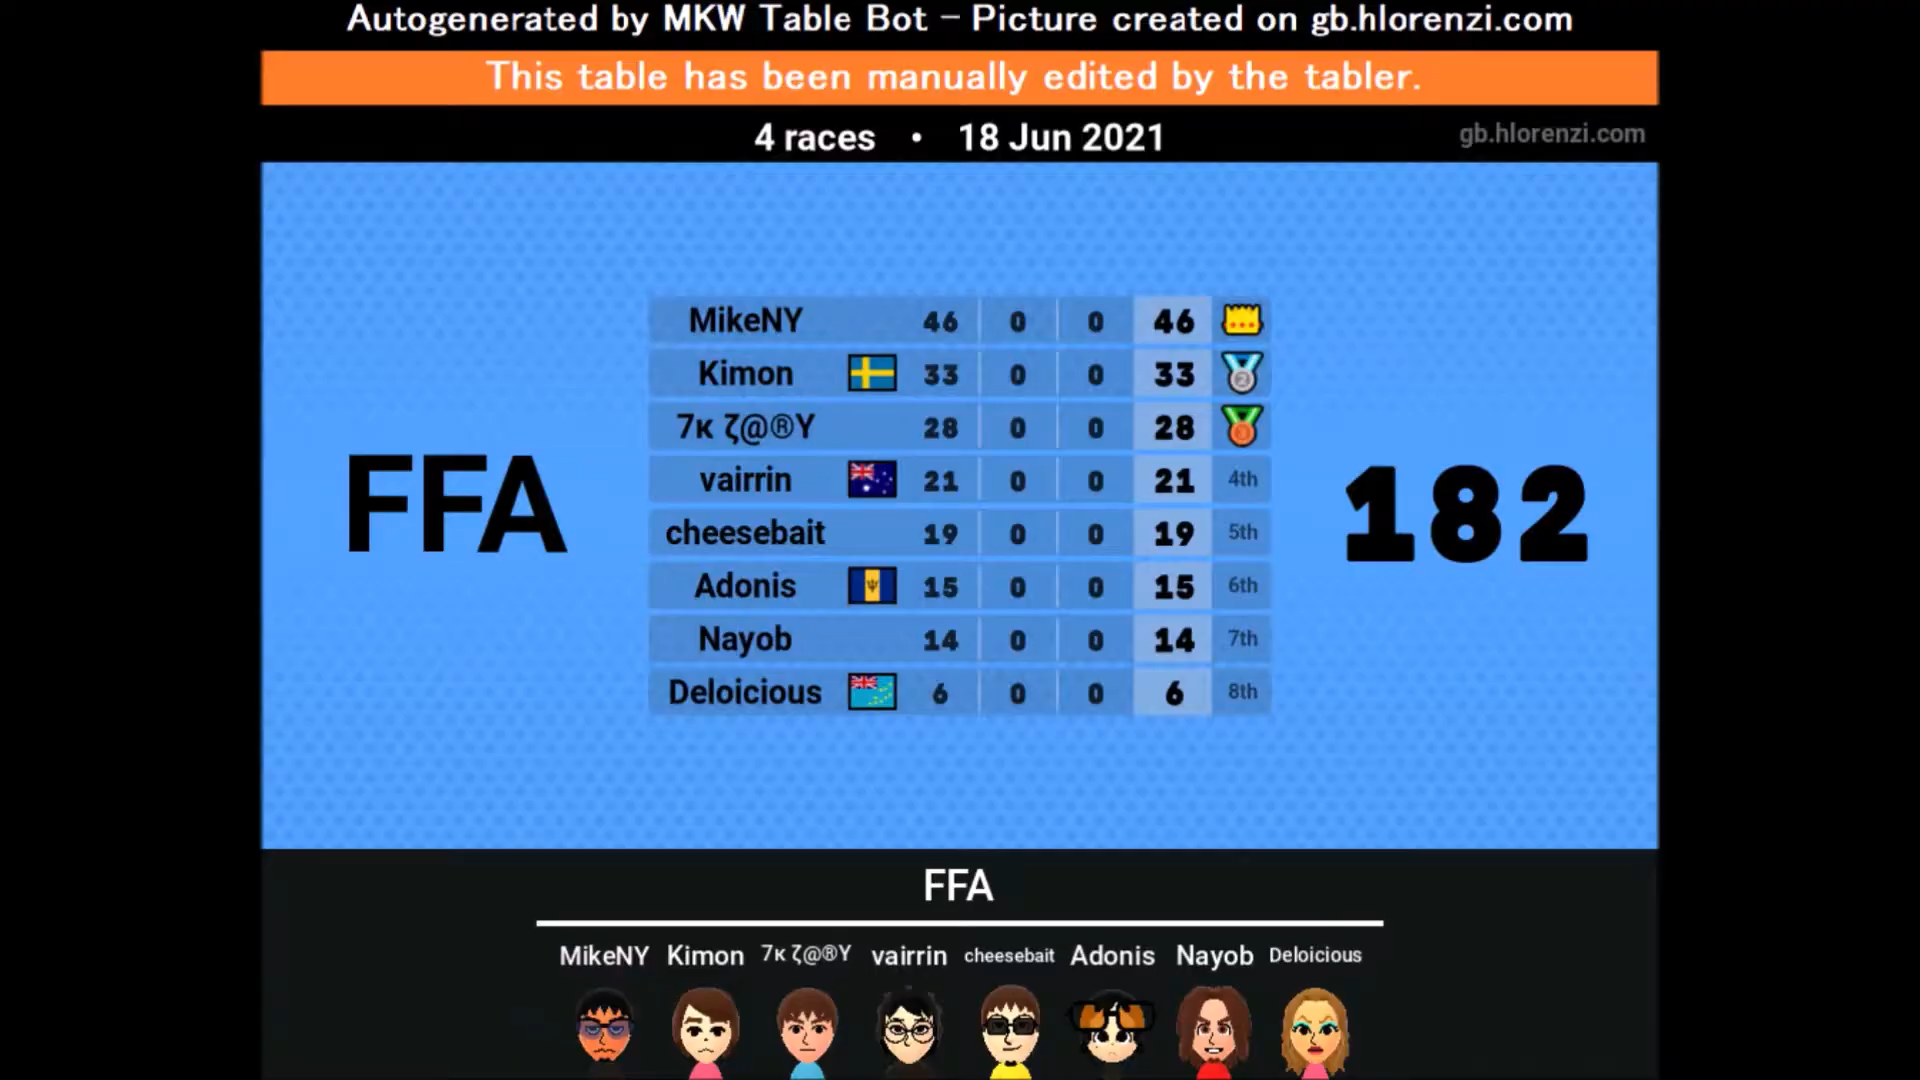 Autogenerated by MKW Table Bot – Picture created on gb.hlorenzi.com
This table has been manually edited by the tabler.
4 races • 18 Jun 2021 gb.hlorenzi.com
MikeNY 46 0 0 46
Kimon 33 0 0 33
7κ ζ@®Y 28 0 0 28
vairrin 21 0 0 21 4th
cheesebait 19 0 0 19 5th
Adonis 15 0 0 15 6th
Nayob 14 0 0 14 7th
Deloicious 6 0 0 6 8th
FFA
182
FFA
MikeNY Kimon 7κ ζ@®Y vairrin cheesebait Adonis Nayob Deloicious